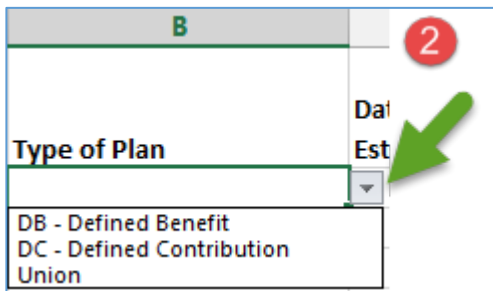 B
2
Dat
Type of Plan
Est
DB - Defined Benefit
DC - Defined Contribution
Union